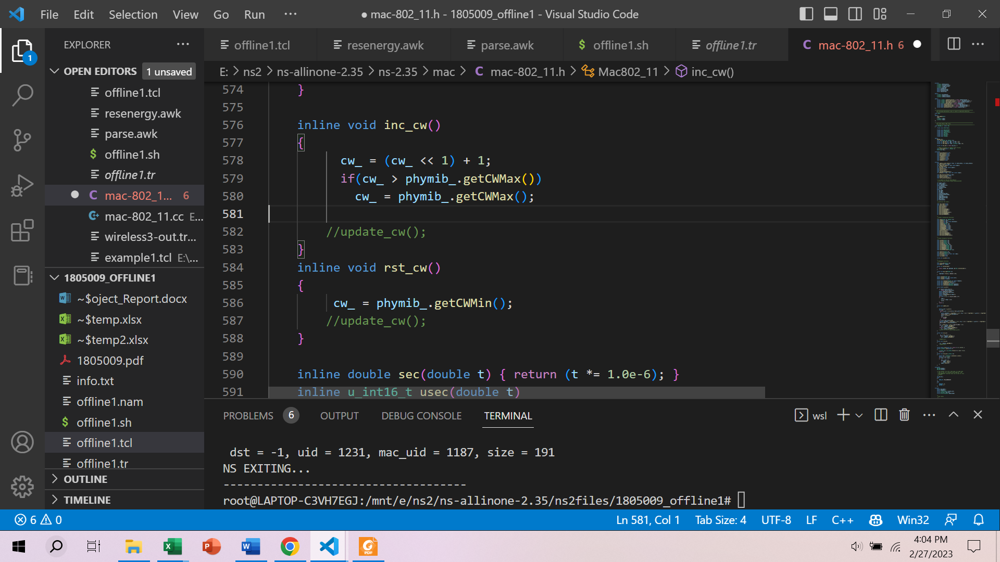 File Edit Selection View Go Run ··· ● mac-802_11.h - 1805009_offline1 - Visual Studio Code
EXPLORER ···
offline1.tcl resenergy.awk parse.awk $ offline1.sh offline1.tr C mac-802_11.h 6 ···
1
OPEN EDITORS 1 unsaved
E: > ns2 > ns-allinone-2.35 > ns-2.35 > mac > C mac-802_11.h > Mac802_11 > inc_cw()
offline1.tcl
resenergy.awk
parse.awk
$ offline1.sh
offline1.tr
C mac-802_1... 6
mac-802_11.cc E...
wireless3-out.tr...
example1.tcl E:\...
1805009_OFFLINE1
~$oject_Report.docx
~$temp.xlsx
~$temp2.xlsx
1805009.pdf
info.txt
offline1.nam
$ offline1.sh
offline1.tcl
offline1.tr
OUTLINE
TIMELINE
574 }
575
576 inline void inc_cw()
577 {
578 cw_ = (cw_ << 1) + 1;
579 if(cw_ > phymib_.getCWMax())
580 cw_ = phymib_.getCWMax();
581
582 //update_cw();
583 }
584 inline void rst_cw()
585 {
586 cw_ = phymib_.getCWMin();
587 //update_cw();
588 }
589
590 inline double sec(double t) { return (t *= 1.0e-6); }
591 inline u_int16_t usec(double t)
PROBLEMS 6 OUTPUT DEBUG CONSOLE TERMINAL wsl ···
dst = -1, uid = 1231, mac_uid = 1187, size = 191
NS EXITING...
------------------------------------
root@LAPTOP-C3VH7EGJ:/mnt/e/ns2/ns-allinone-2.35/ns2files/1805009_offline1#
6 0 Ln 581, Col 1 Tab Size: 4 UTF-8 LF C++ Win32
4:04 PM
2/27/2023